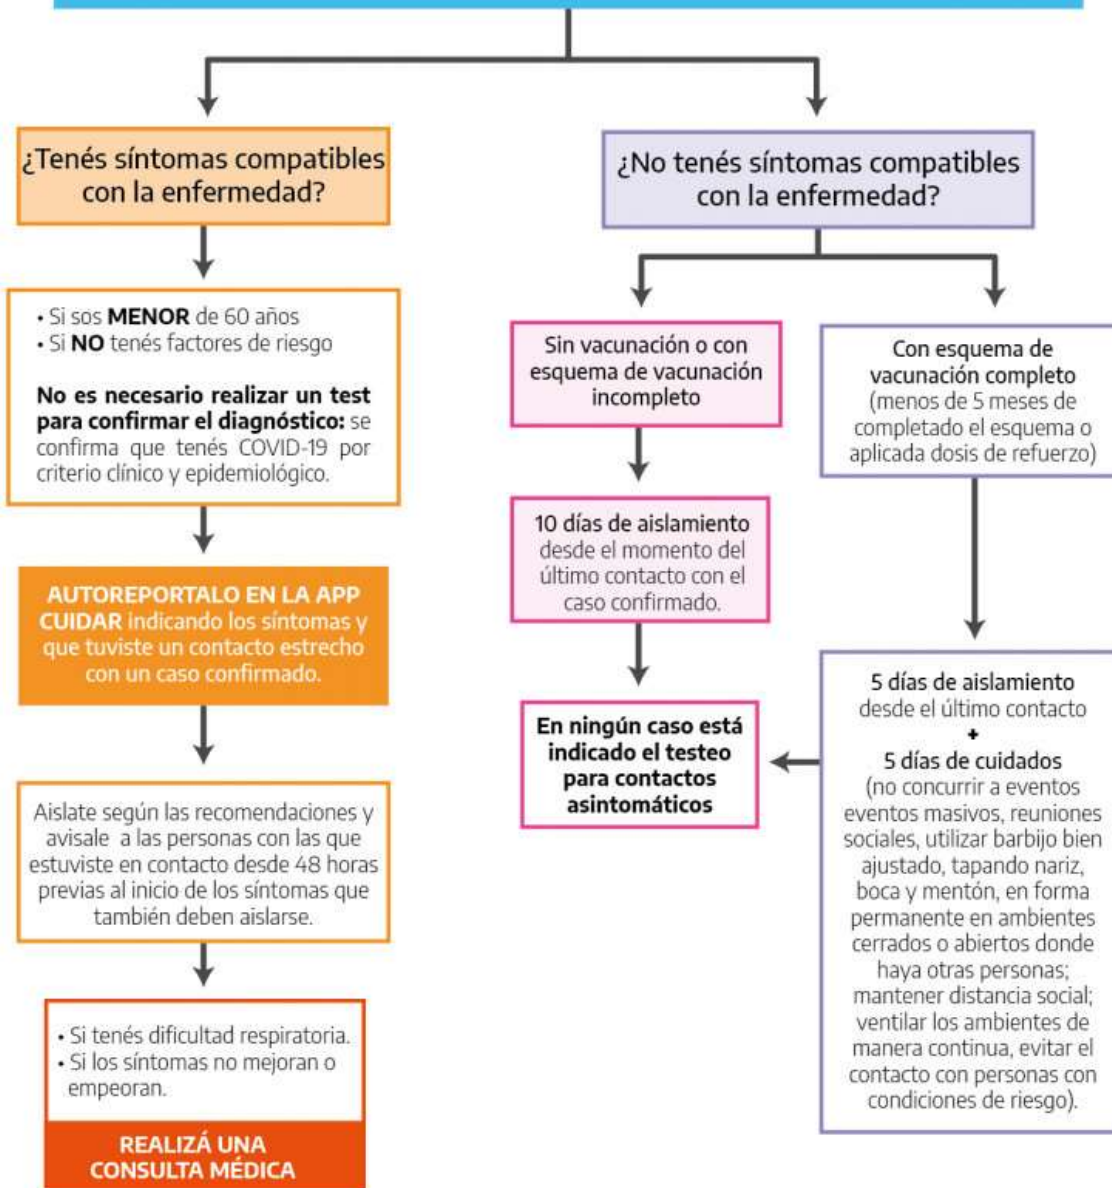 ¿Tenés síntomas compatibles
con la enfermedad?
• Si sos MENOR de 60 años
• Si NO tenés factores de riesgo
No es necesario realizar un test
para confirmar el diagnóstico: se
confirma que tenés COVID-19 por
criterio clínico y epidemiológico.
AUTOREPORTALO EN LA APP
CUIDAR indicando los síntomas y
que tuviste un contacto estrecho
con un caso confirmado.
Aislate según las recomendaciones y
avisale a las personas con las que
estuviste en contacto desde 48 horas
previas al inicio de los síntomas que
también deben aislarse.
• Si tenés dificultad respiratoria.
• Si los síntomas no mejoran o
empeoran.
REALIZÁ UNA
CONSULTA MÉDICA
¿No tenés síntomas compatibles
con la enfermedad?
Sin vacunación o con
esquema de vacunación
incompleto
10 días de aislamiento
desde el momento del
último contacto con el
caso confirmado.
En ningún caso está
indicado el testeo
para contactos
asintomáticos
Con esquema de
vacunación completo
(menos de 5 meses de
completado el esquema o
aplicada dosis de refuerzo)
5 días de aislamiento
desde el último contacto
+
5 días de cuidados
(no concurrir a eventos
eventos masivos, reuniones
sociales, utilizar barbijo bien
ajustado, tapando nariz,
boca y mentón, en forma
permanente en ambientes
cerrados o abiertos donde
haya otras personas;
mantener distancia social;
ventilar los ambientes de
manera continua, evitar el
contacto con personas con
condiciones de riesgo).